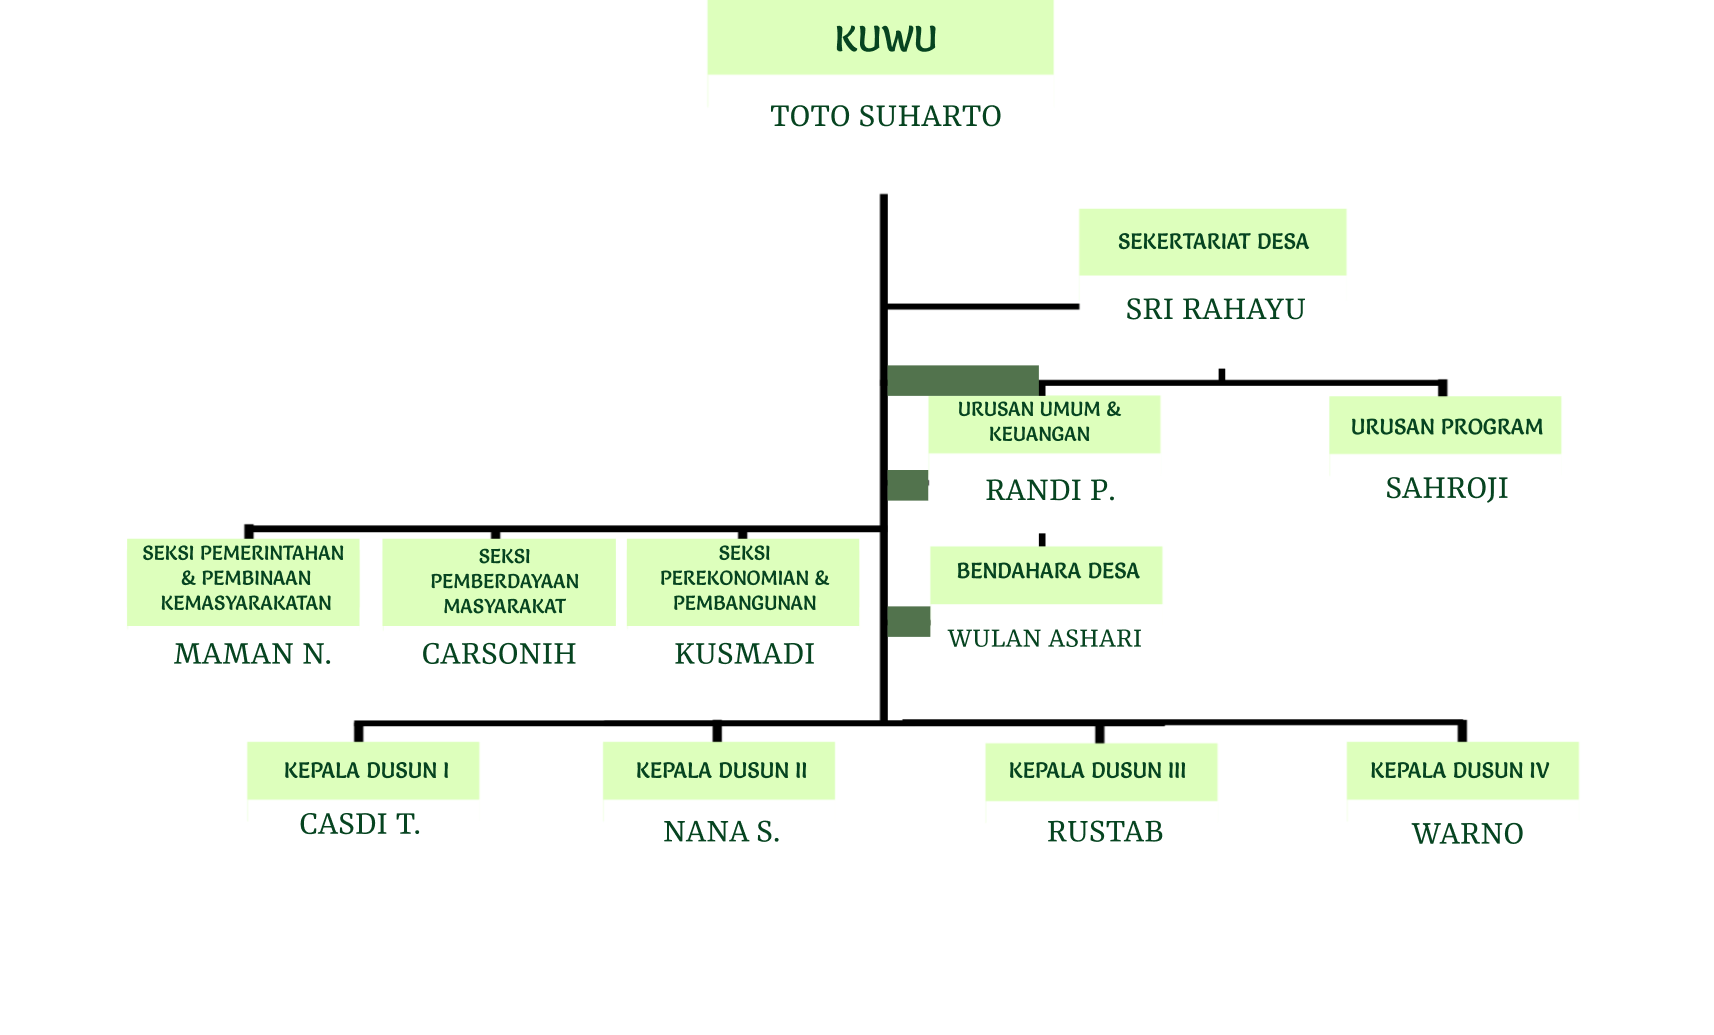 KUWU
TOTO SUHARTO
SEKERTARIAT DESA
SRI RAHAYU
URUSAN UMUM &
KEUANGAN
RANDI P.
URUSAN PROGRAM
SAHROJI
SEKSI PEMERINTAHAN
& PEMBINAAN
KEMASYARAKATAN
MAMAN N.
SEKSI
PEMBERDAYAAN
MASYARAKAT
CARSONIH
SEKSI
PEREKONOMIAN &
PEMBANGUNAN
KUSMADI
BENDAHARA DESA
WULAN ASHARI
KEPALA DUSUN I
CASDI T.
KEPALA DUSUN II
NANA S.
KEPALA DUSUN III
RUSTAB
KEPALA DUSUN IV
WARNO